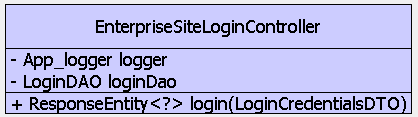 EnterpriseSiteLoginController
- App_logger logger
- LoginDAO loginDao
+ ResponseEntity<?> login(LoginCredentialsDTO)